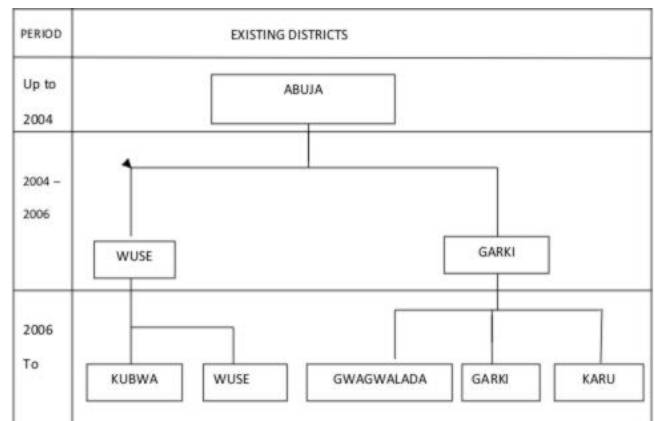 PERIOD EXISTING DISTRICTS
Up to
2004
ABUJA
2004 –
2006
WUSE GARKI
2006
To
KUBWA WUSE GWAGWALADA GARKI KARU